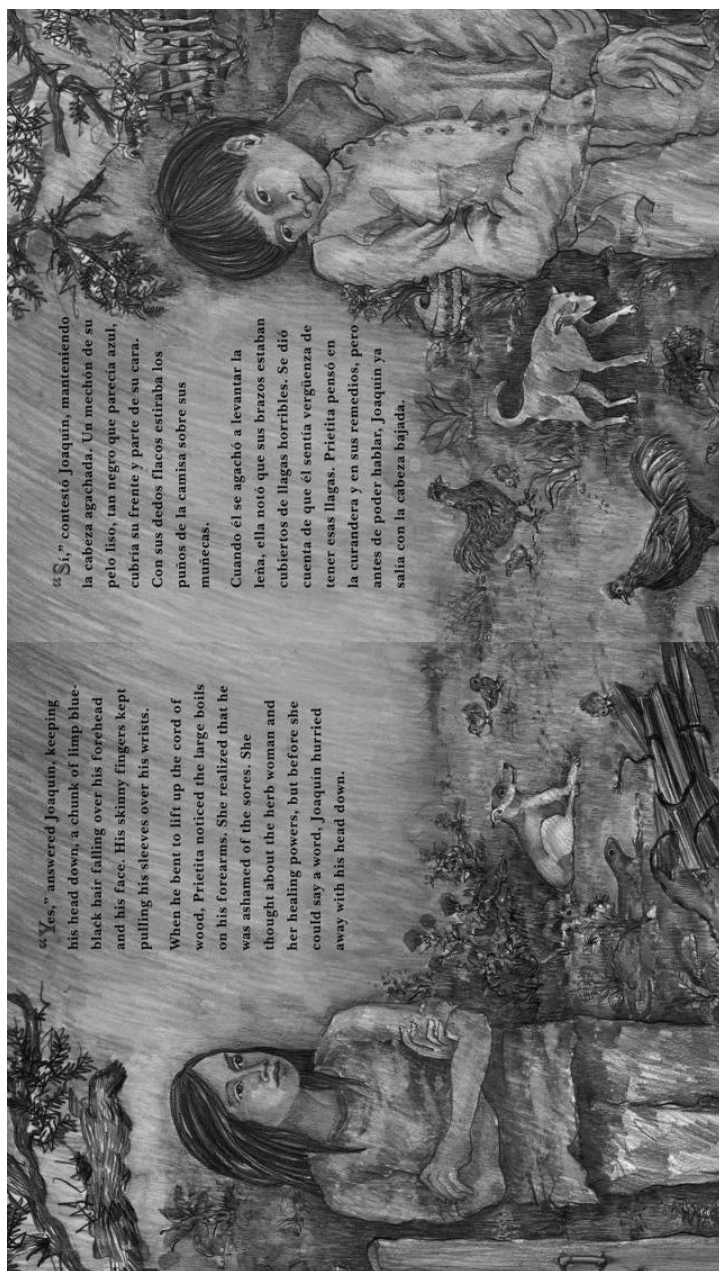 “Yes,” answered Joaquín, keeping
his head down, a chunk of limp blue-
black hair falling over his forehead
and his face. His skinny fingers kept
pulling his sleeves over his wrists.
When he bent to lift up the cord of
wood, Prietita noticed the large boils
on his forearms. She realized that he
was ashamed of the sores. She
thought about the herb woman and
her healing powers, but before she
could say a word, Joaquín hurried
away with his head down.
“Sí,” contestó Joaquín, manteniendo
la cabeza agachada. Un mechón de su
pelo liso, tan negro que parecía azul,
cubría su frente y parte de su cara.
Con sus dedos flacos estiraba los
puños de la camisa sobre sus
muñecas.
Cuando él se agachó a levantar la
leña, ella notó que sus brazos estaban
cubiertos de llagas horribles. Se dió
cuenta de que él sentía vergüenza de
tener esas llagas. Prietita pensó en
la curandera y en sus remedios, pero
antes de poder hablar, Joaquín ya
salía con la cabeza bajada.